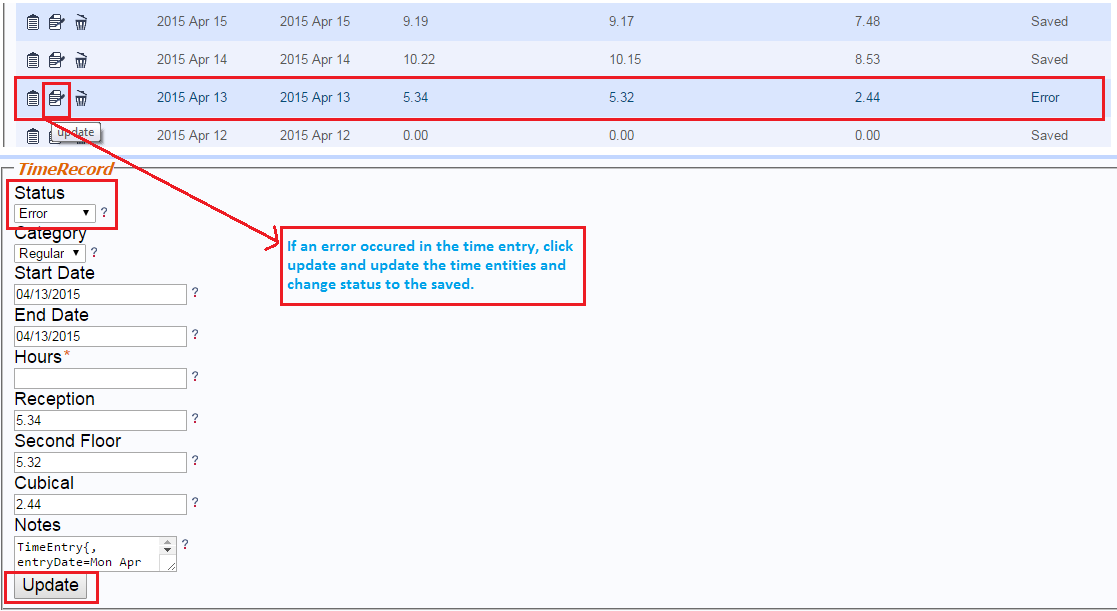 2015 Apr 15 2015 Apr 15 9.19 9.17 7.48 Saved
2015 Apr 14 2015 Apr 14 10.22 10.15 8.53 Saved
2015 Apr 13 2015 Apr 13 5.34 5.32 2.44 Error
update
2015 Apr 12 2015 Apr 12 0.00 0.00 0.00 Saved
TimeRecord
Status
Error ?
Category
Regular ?
If an error occured in the time entry, click
update and update the time entities and
change status to the saved.
Start Date
04/13/2015 ?
End Date
04/13/2015 ?
Hours*
?
Reception
5.34 ?
Second Floor
5.32 ?
Cubical
2.44 ?
Notes
TimeEntry{, ?
entryDate=Mon Apr
Update